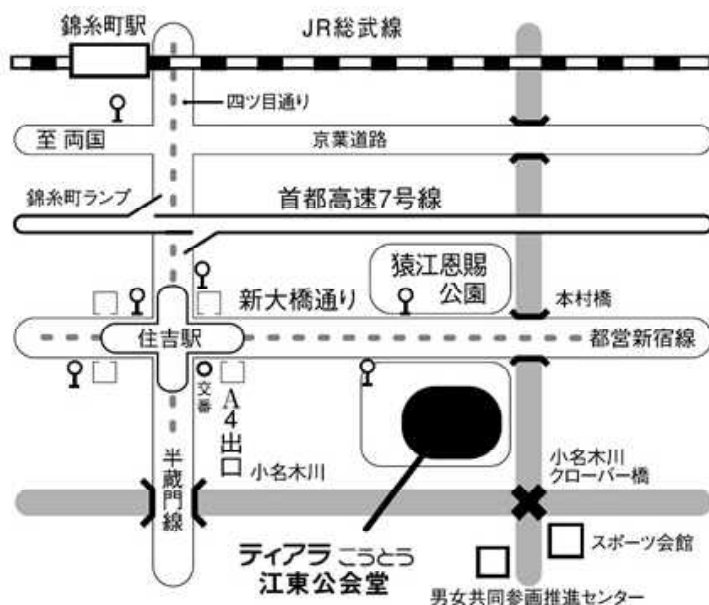 錦糸町駅
JR総武線
四ツ目通り
至 両国
京葉道路
錦糸町ランプ
首都高速7号線
猿江恩賜
公園
新大橋通り
本村橋
住吉駅
都営新宿線
交番
A4出口
半蔵門線
小名木川
小名木川
クローバー橋
スポーツ会館
ティアラこうとう
江東公会堂
男女共同参画推進センター